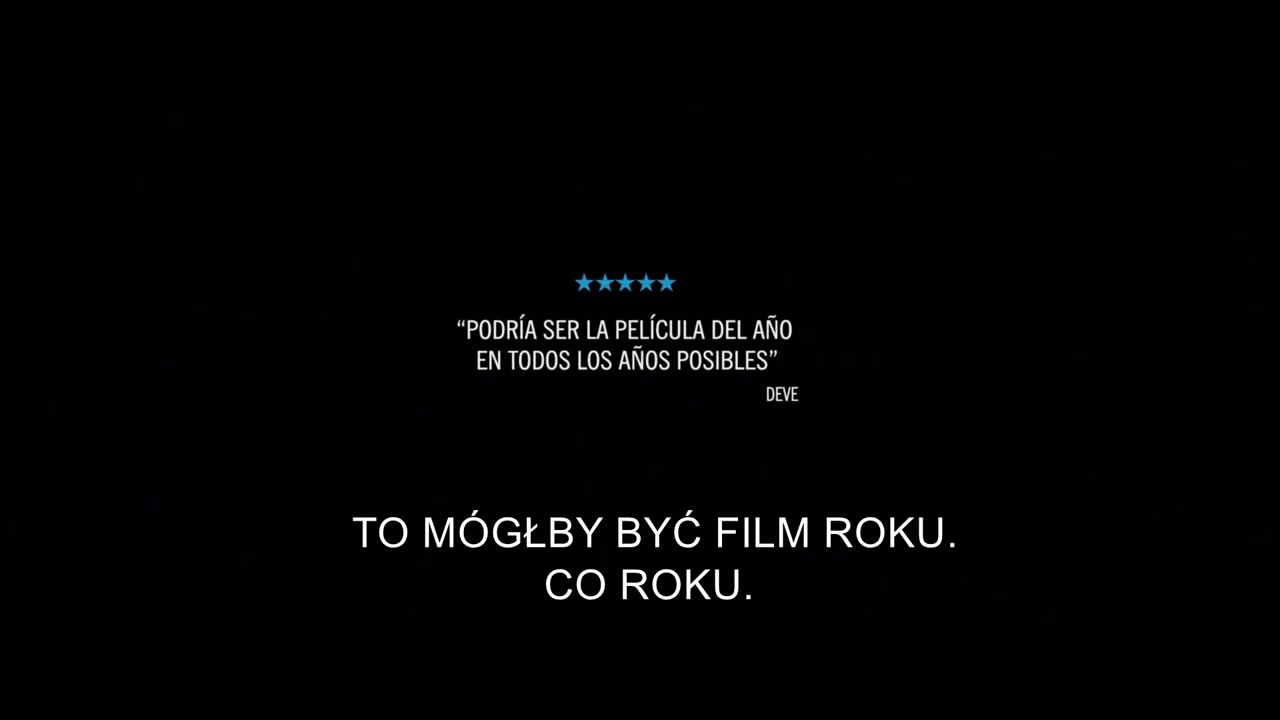 ★★★★★
“PODRÍA SER LA PELÍCULA DEL AÑO
EN TODOS LOS AÑOS POSIBLES”
DEVE
TO MÓGŁBY BYĆ FILM ROKU.
CO ROKU.